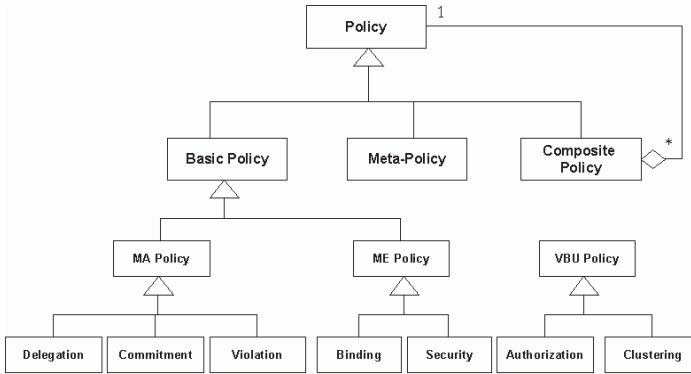 Policy
1
Basic Policy
Meta-Policy
Composite
Policy
*
MA Policy
ME Policy
VBU Policy
Delegation
Commitment
Violation
Binding
Security
Authorization
Clustering